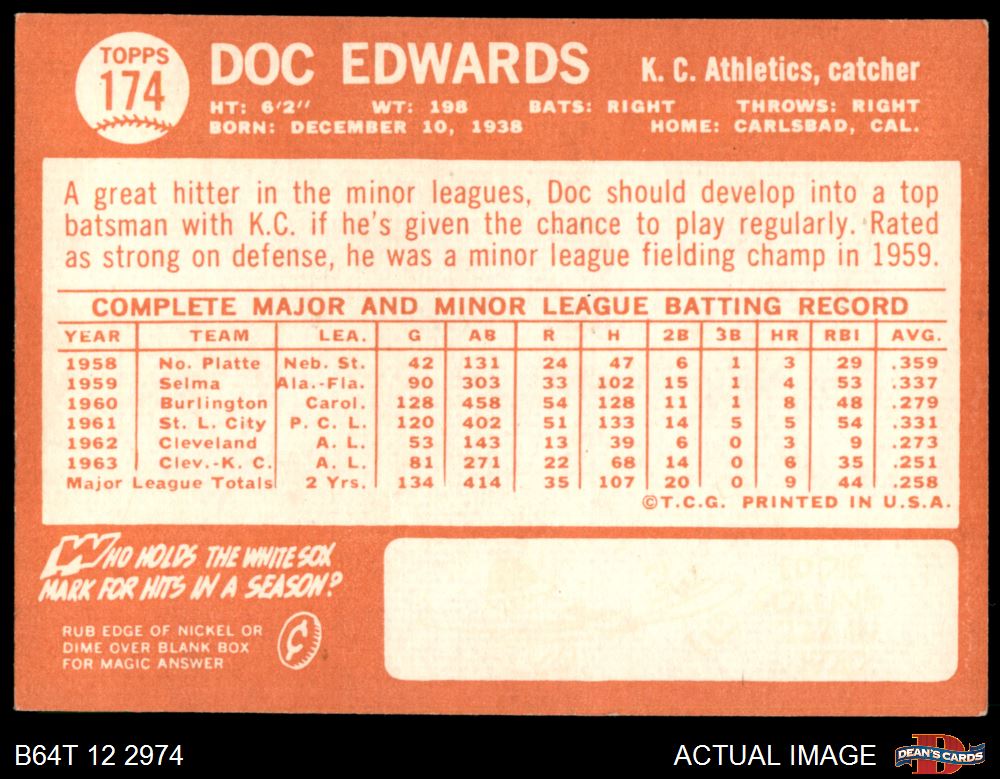 TOPPS
174
DOC EDWARDS
K. C. Athletics, catcher
HT: 6'2" WT: 198 BATS: RIGHT THROWS: RIGHT
BORN: DECEMBER 10, 1938 HOME: CARLSBAD, CAL.
A great hitter in the minor leagues, Doc should develop into a top
batsman with K.C. if he's given the chance to play regularly. Rated
as strong on defense, he was a minor league fielding champ in 1959.
COMPLETE MAJOR AND MINOR LEAGUE BATTING RECORD
YEAR TEAM LEA. G AB R H 2B 3B HR RBI AVG.
1958 No. Platte Neb. St. 42 131 24 47 6 1 3 29 .359
1959 Selma Ala.-Fla. 90 303 33 102 15 1 4 53 .337
1960 Burlington Carol. 128 458 54 128 11 1 8 48 .279
1961 St. L. City P. C. L. 120 402 51 133 14 5 5 54 .331
1962 Cleveland A. L. 53 143 13 39 6 0 3 9 .273
1963 Clev.-K. C. A. L. 81 271 22 68 14 0 6 35 .251
Major League Totals 2 Yrs. 134 414 35 107 20 0 9 44 .258
©T.C.G. PRINTED IN U.S.A.
WHO HOLDS THE WHITE SOX
MARK FOR HITS IN A SEASON?
RUB EDGE OF NICKEL OR
DIME OVER BLANK BOX
FOR MAGIC ANSWER
B64T 12 2974
ACTUAL IMAGE
DEAN'S CARDS